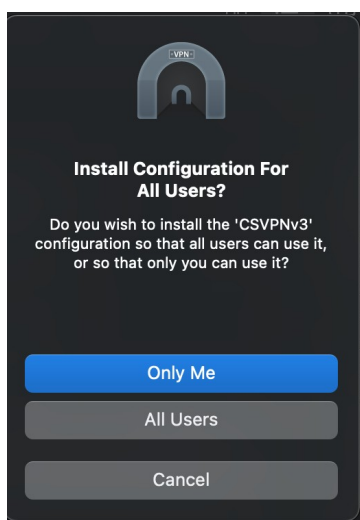 -VPN-
Install Configuration For
All Users?
Do you wish to install the 'CSVPNv3'
configuration so that all users can use it,
or so that only you can use it?
Only Me
All Users
Cancel